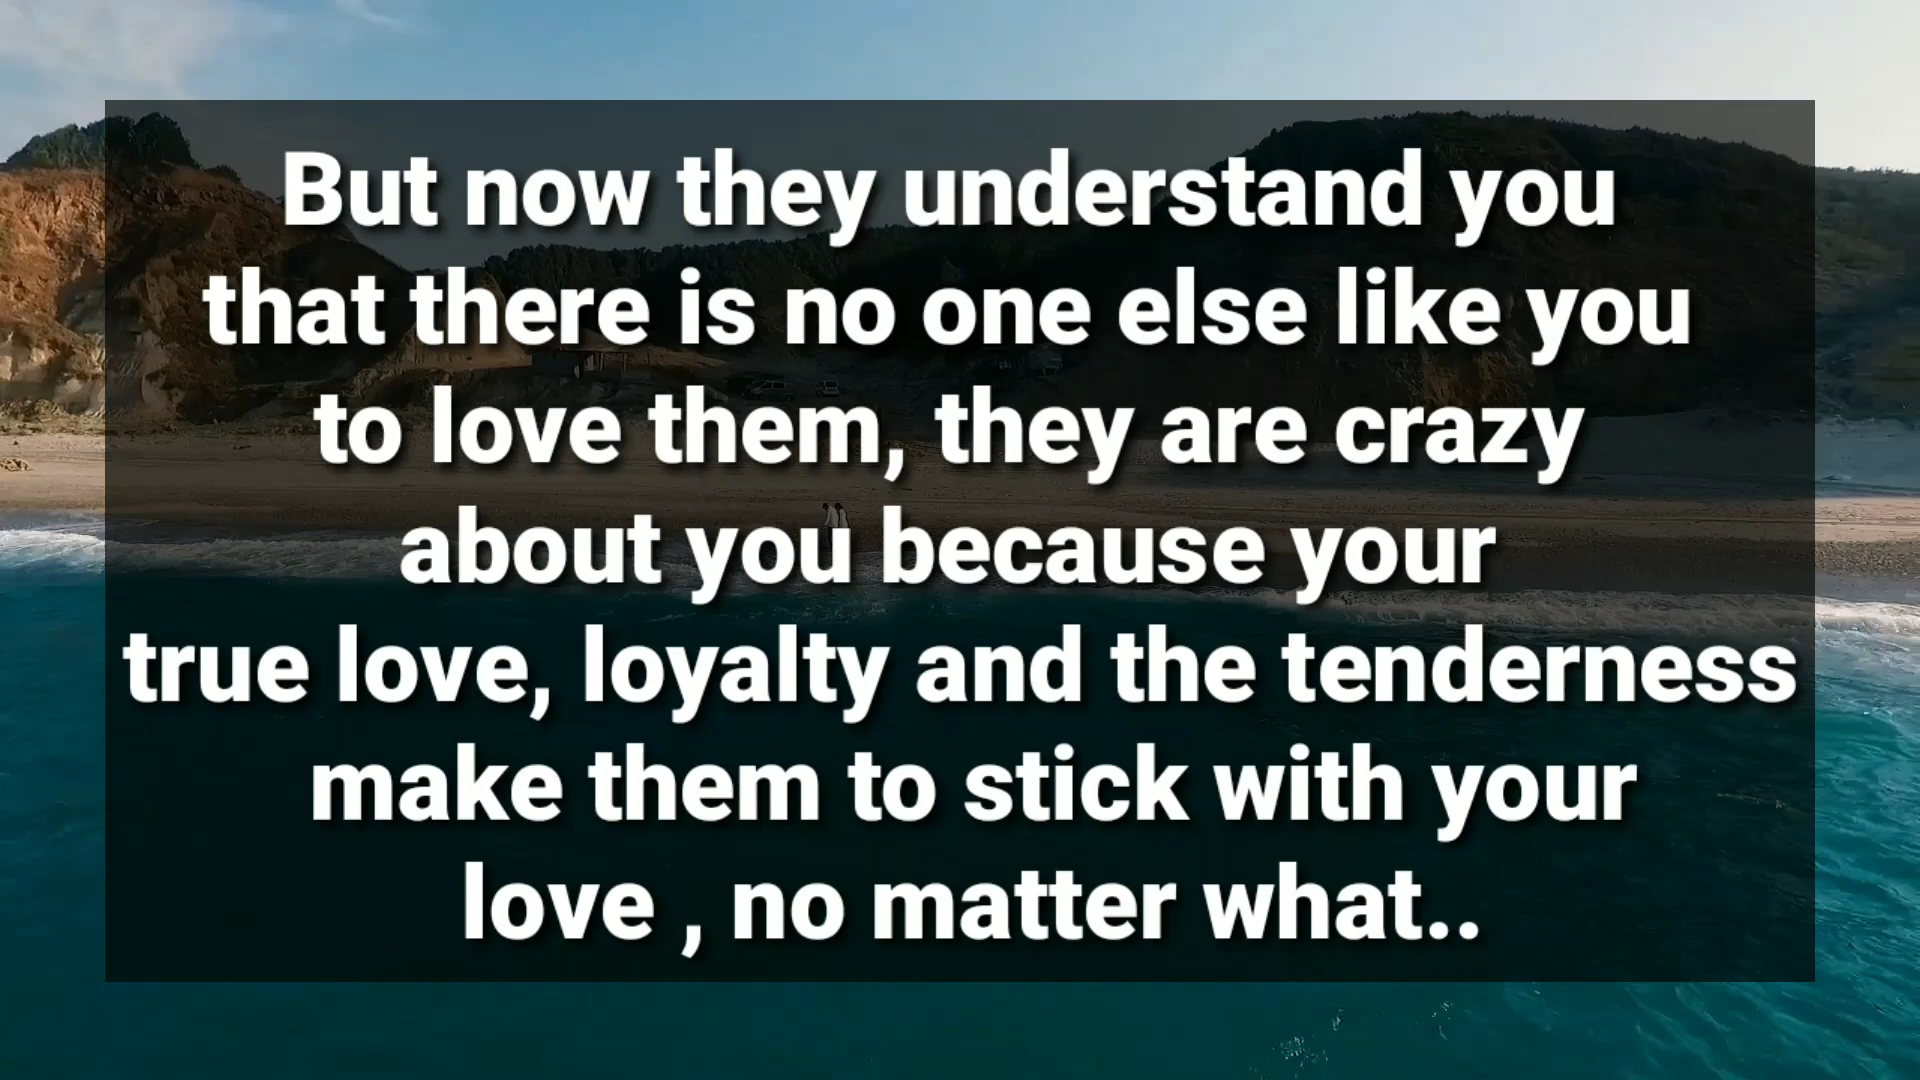 But now they understand you
that there is no one else like you
to love them, they are crazy
about you because your
true love, loyalty and the tenderness
make them to stick with your
love , no matter what..